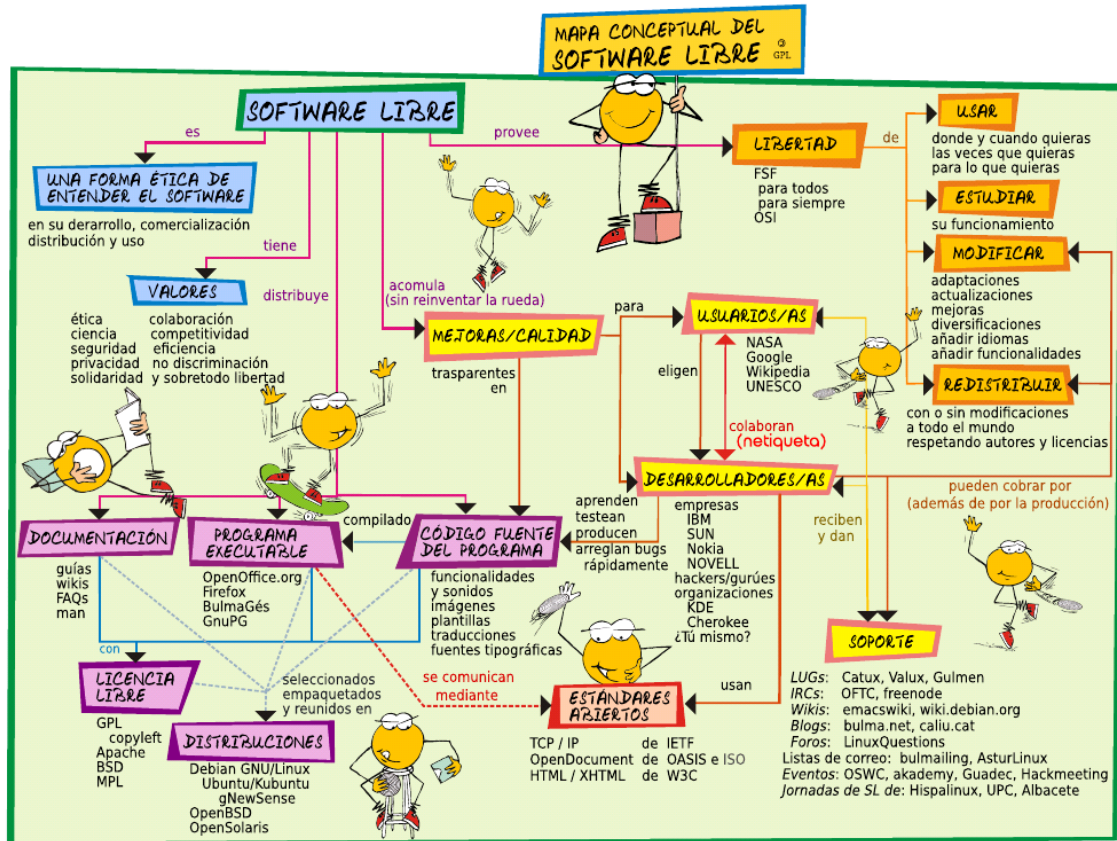 MAPA CONCEPTUAL DEL
SOFTWARE LIBRE
GPL
SOFTWARE LIBRE
es
UNA FORMA ÉTICA DE
ENTENDER EL SOFTWARE
en su derarrollo, comercialización
distribución y uso
tiene
VALORES
ética
ciencia
seguridad
privacidad
solidaridad
colaboración
competitividad
eficiencia
no discriminación
y sobretodo libertad
distribuye
acomula
(sin reinventar la rueda)
provee
LIBERTAD
FSF
para todos
para siempre
OSI
de
USAR
donde y cuando quieras
las veces que quieras
para lo que quieras
ESTUDIAR
su funcionamiento
MODIFICAR
adaptaciones
actualizaciones
mejoras
diversificaciones
añadir idiomas
añadir funcionalidades
REDISTRIBUIR
con o sin modificaciones
a todo el mundo
respetando autores y licencias
MEJORAS/CALIDAD
trasparentes
en
para
USUARIOS/AS
NASA
Google
Wikipedia
UNESCO
eligen
colaboran
(netiqueta)
DESARROLLADORES/AS
empresas
IBM
SUN
Nokia
NOVELL
hackers/gurúes
organizaciones
KDE
Cherokee
¿Tú mismo?
aprenden
testean
producen
arreglan bugs
rápidamente
reciben
y dan
pueden cobrar por
(además de por la producción)
DOCUMENTACIÓN
guías
wikis
FAQs
man
PROGRAMA
EXECUTABLE
OpenOffice.org
Firefox
BulmaGés
GnuPG
compilado
CÓDIGO FUENTE
DEL PROGRAMA
funcionalidades
y sonidos
imágenes
plantillas
traducciones
fuentes tipográficas
con
LICENCIA
LIBRE
GPL
copyleft
Apache
BSD
MPL
seleccionados
empaquetados
y reunidos en
DISTRIBUCIONES
Debian GNU/Linux
Ubuntu/Kubuntu
gNewSense
OpenBSD
OpenSolaris
se comunican
mediante
ESTÁNDARES
ABIERTOS
usan
TCP / IP de IETF
OpenDocument de OASIS e ISO
HTML / XHTML de W3C
SOPORTE
LUGs: Catux, Valux, Gulmen
IRCs: OFTC, freenode
Wikis: emacswiki, wiki.debian.org
Blogs: bulma.net, caliu.cat
Foros: LinuxQuestions
Listas de correo: bulmailing, AsturLinux
Eventos: OSWC, akademy, Guadec, Hackmeeting
Jornadas de SL de: Hispalinux, UPC, Albacete